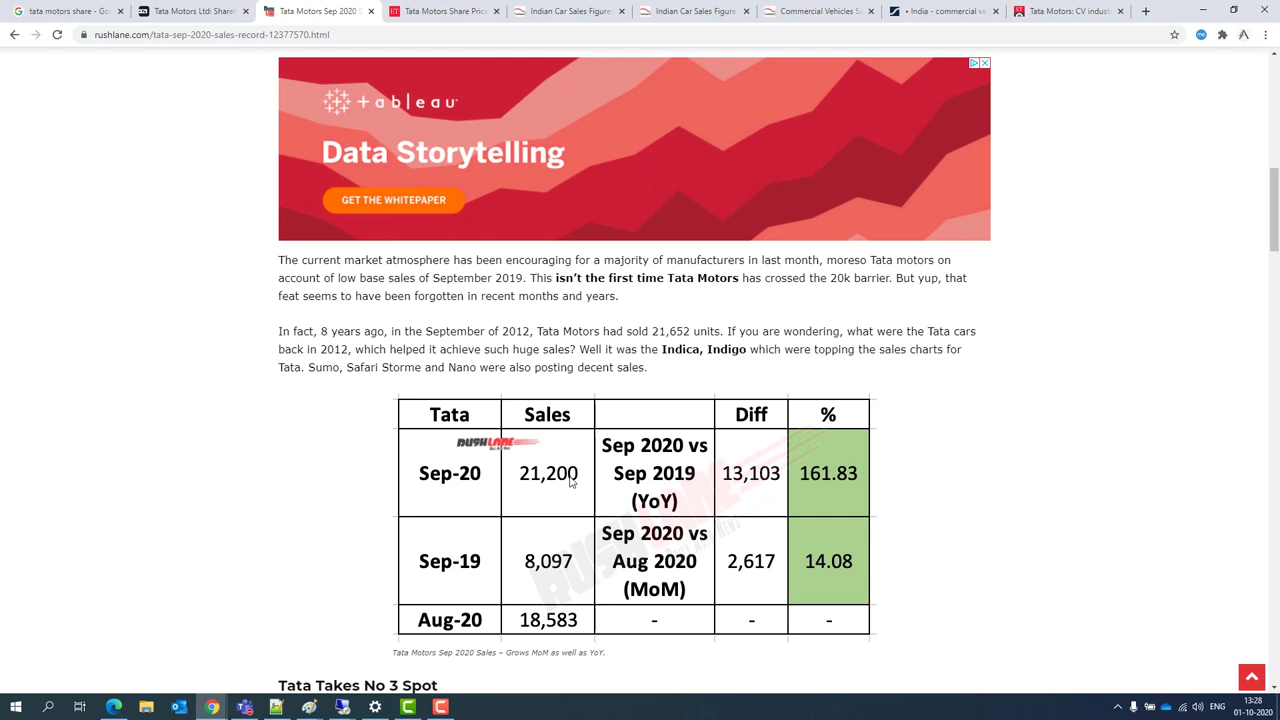 Tata Motors share -
Tata Motors Ltd: Shares
Tata Mtors Sep 2020 S
Tata Motors Share Price
Indian Car Sales Figures
Indian Car Sales Figures
Commercial Vehicles Sa
India - commercial ve
Tata Motors: CV indust
rushlane.com/tata-sep-2020-sales-record-12377570.html
+ableau
Data Storytelling
GET THE WHITEPAPER
The current market atmosphere has been encouraging for a majority of manufacturers in last month, moreso Tata motors on
account of low base sales of September 2019. This isn't the first time Tata Motors has crossed the 20k barrier. But yup, that
feat seems to have been forgotten in recent months and years.
In fact, 8 years ago, in the September of 2012, Tata Motors had sold 21,652 units. If you are wondering, what were the Tata cars
back in 2012, which helped it achieve such huge sales? Well it was the Indica, Indigo which were topping the sales charts for
Tata. Sumo, Safari Storme and Nano were also posting decent sales.
Tata Sales Diff %
RUSHLANE
Sep-20 21,200 Sep 2020 vs Sep 2019 (YoY) 13,103 161.83
Sep-19 8,097 Sep 2020 vs Aug 2020 (MoM) 2,617 14.08
Aug-20 18,583 - - -
Tata Motors Sep 2020 Sales – Grows MoM as well as YoY.
Tata Takes No 3 Spot
ENG
13:28
01-10-2020